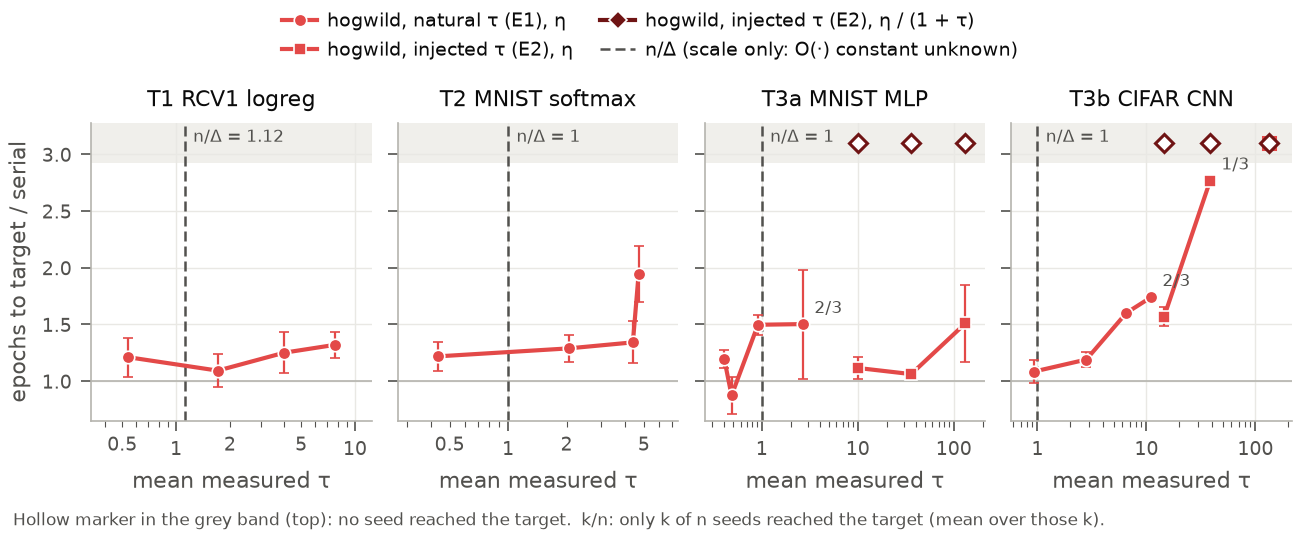 hogwild, natural τ (E1), η
hogwild, injected τ (E2), η
hogwild, injected τ (E2), η / (1 + τ)
n/Δ (scale only: O(·) constant unknown)
T1 RCV1 logreg
T2 MNIST softmax
T3a MNIST MLP
T3b CIFAR CNN
epochs to target / serial
3.0
2.5
2.0
1.5
1.0
n/Δ = 1.12
n/Δ = 1
n/Δ = 1
n/Δ = 1
2/3
2/3
1/3
0.5 1 2 5 10
0.5 1 2 5
1 10 100
1 10 100
mean measured τ
mean measured τ
mean measured τ
mean measured τ
Hollow marker in the grey band (top): no seed reached the target. k/n: only k of n seeds reached the target (mean over those k).